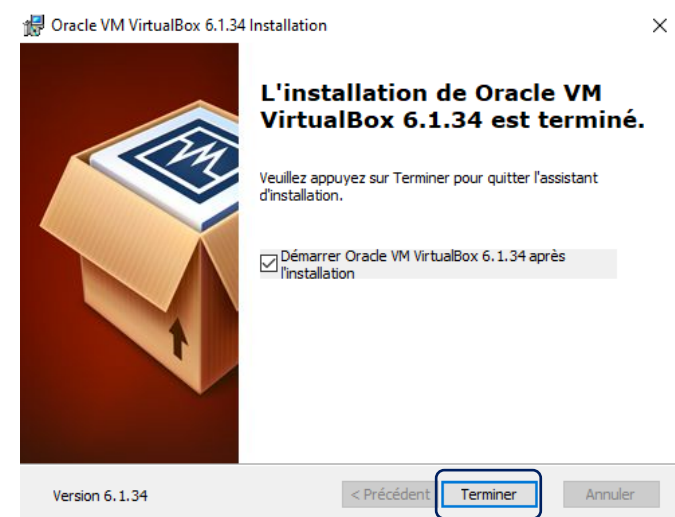 Oracle VM VirtualBox 6.1.34 Installation
L'installation de Oracle VM
VirtualBox 6.1.34 est terminé.
Veuillez appuyez sur Terminer pour quitter l'assistant
d'installation.
Démarrer Oracle VM VirtualBox 6.1.34 après
l'installation
Version 6.1.34
< Précédent
Terminer
Annuler